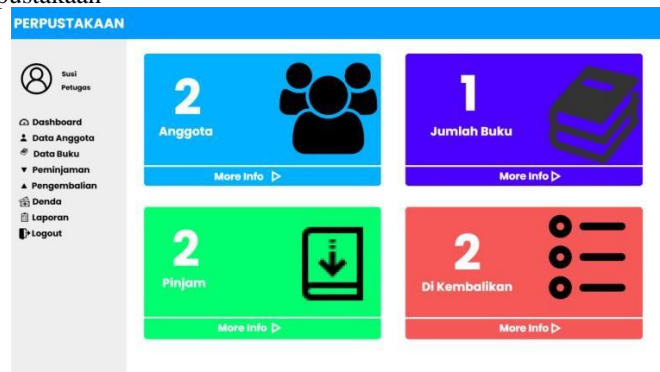 pustakaan
PERPUSTAKAAN
Susi
Petugas
Dashboard
Data Anggota
Data Buku
Peminjaman
Pengembalian
Denda
Laporan
Logout
2
Anggota
More Info
1
Jumlah Buku
More Info
2
Pinjam
More Info
2
Di Kembalikan
More Info